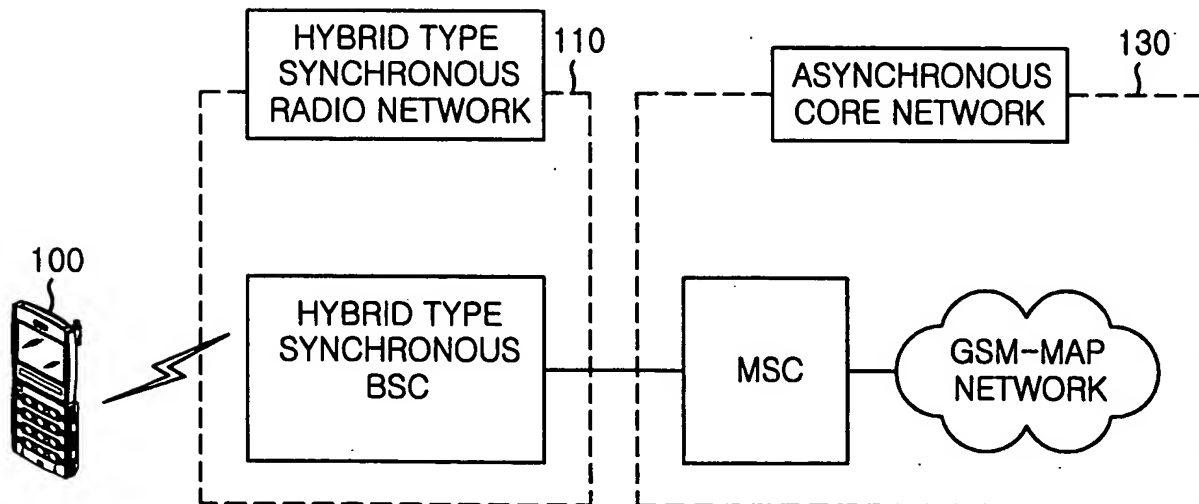 HYBRID TYPE
SYNCHRONOUS
RADIO NETWORK
110
ASYNCHRONOUS
CORE NETWORK
130
100
HYBRID TYPE
SYNCHRONOUS
BSC
MSC
GSM-MAP
NETWORK